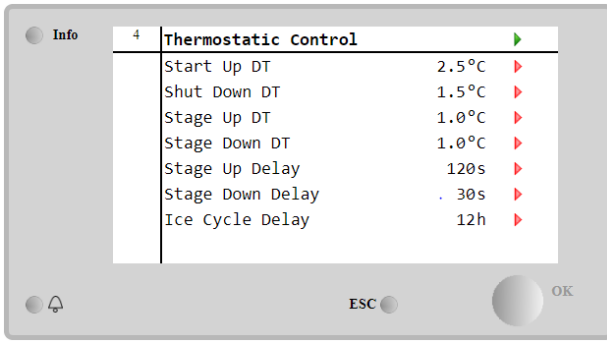 Info
4 Thermostatic Control
Start Up DT 2.5°C
Shut Down DT 1.5°C
Stage Up DT 1.0°C
Stage Down DT 1.0°C
Stage Up Delay 120s
Stage Down Delay . 30s
Ice Cycle Delay 12h
ESC OK